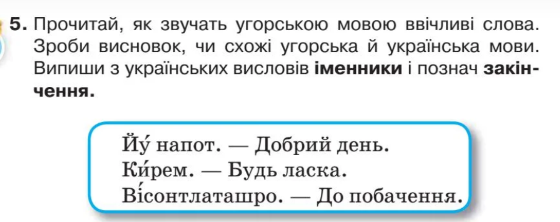 5. Прочитай, як звучать угорською мовою ввічливі слова.
Зроби висновок, чи схожі угорська й українська мови.
Випиши з українських висловів іменники і познач закін-
чення.
Йу́ напот. — Добрий день.
Ки́рем. — Будь ласка.
Ві́сонтлаташро. — До побачення.